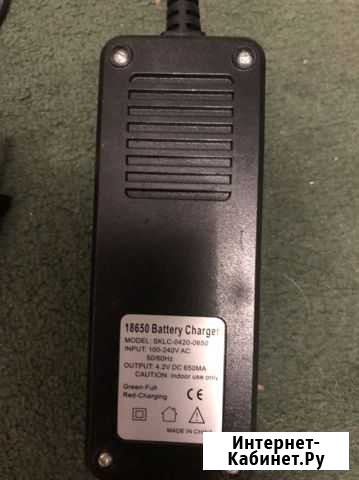 18650 Battery Charger
MODEL: SKLC-0420-0650
INPUT: 100-240V AC
50/60Hz
OUTPUT: 4.2V DC 650MA
CAUTION: indoor use only
Green-Full
Red-Charging
CE
MADE IN CHINA
Интернет-
Кабинет.Ру